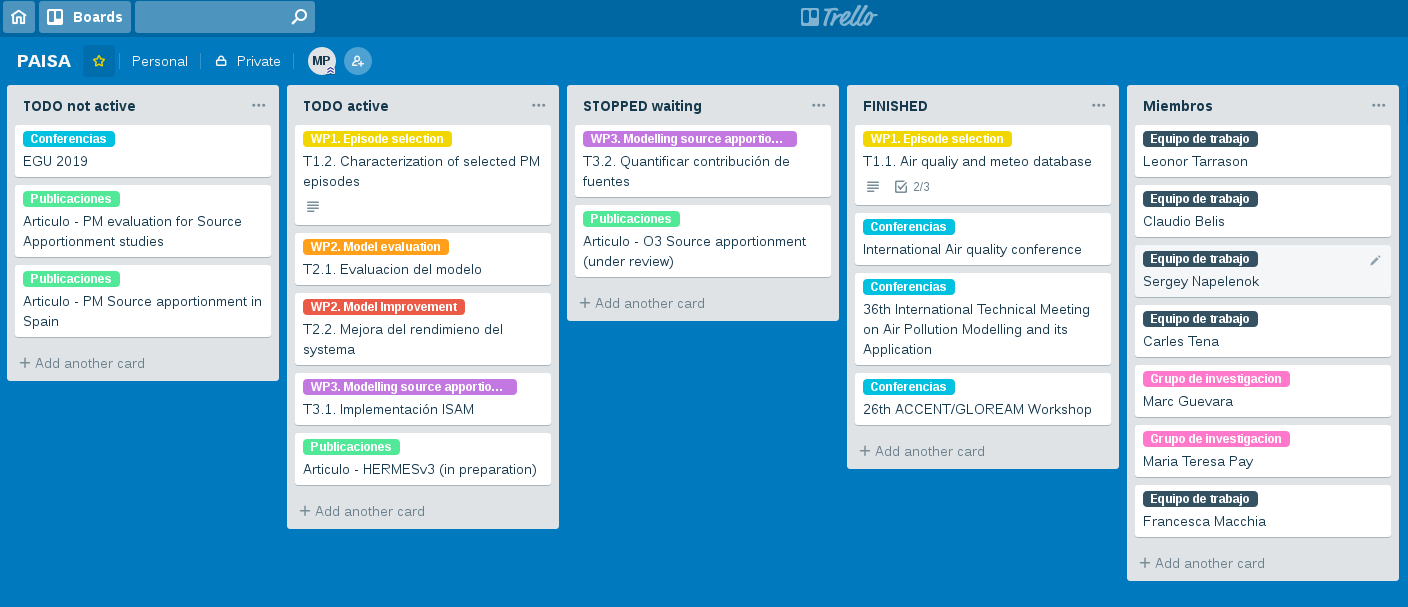 Boards
Trello
PAISA
Personal
Private
MP
TODO not active
Conferencias
EGU 2019
Publicaciones
Articulo - PM evaluation for Source
Apportionment studies
Publicaciones
Articulo - PM Source apportionment in
Spain
Add another card
TODO active
WP1. Episode selection
T1.2. Characterization of selected PM
episodes
WP2. Model evaluation
T2.1. Evaluacion del modelo
WP2. Model Improvement
T2.2. Mejora del rendimieno del
systema
WP3. Modelling source apportio...
T3.1. Implementación ISAM
Publicaciones
Articulo - HERMESv3 (in preparation)
Add another card
STOPPED waiting
WP3. Modelling source apportio...
T3.2. Quantificar contribución de
fuentes
Publicaciones
Articulo - O3 Source apportionment
(under review)
Add another card
FINISHED
WP1. Episode selection
T1.1. Air qualiy and meteo database
2/3
Conferencias
International Air quality conference
Conferencias
36th International Technical Meeting
on Air Pollution Modelling and its
Application
Conferencias
26th ACCENT/GLOREAM Workshop
Add another card
Miembros
Equipo de trabajo
Leonor Tarrason
Equipo de trabajo
Claudio Belis
Equipo de trabajo
Sergey Napelenok
Equipo de trabajo
Carles Tena
Grupo de investigacion
Marc Guevara
Grupo de investigacion
Maria Teresa Pay
Equipo de trabajo
Francesca Macchia
Add another card